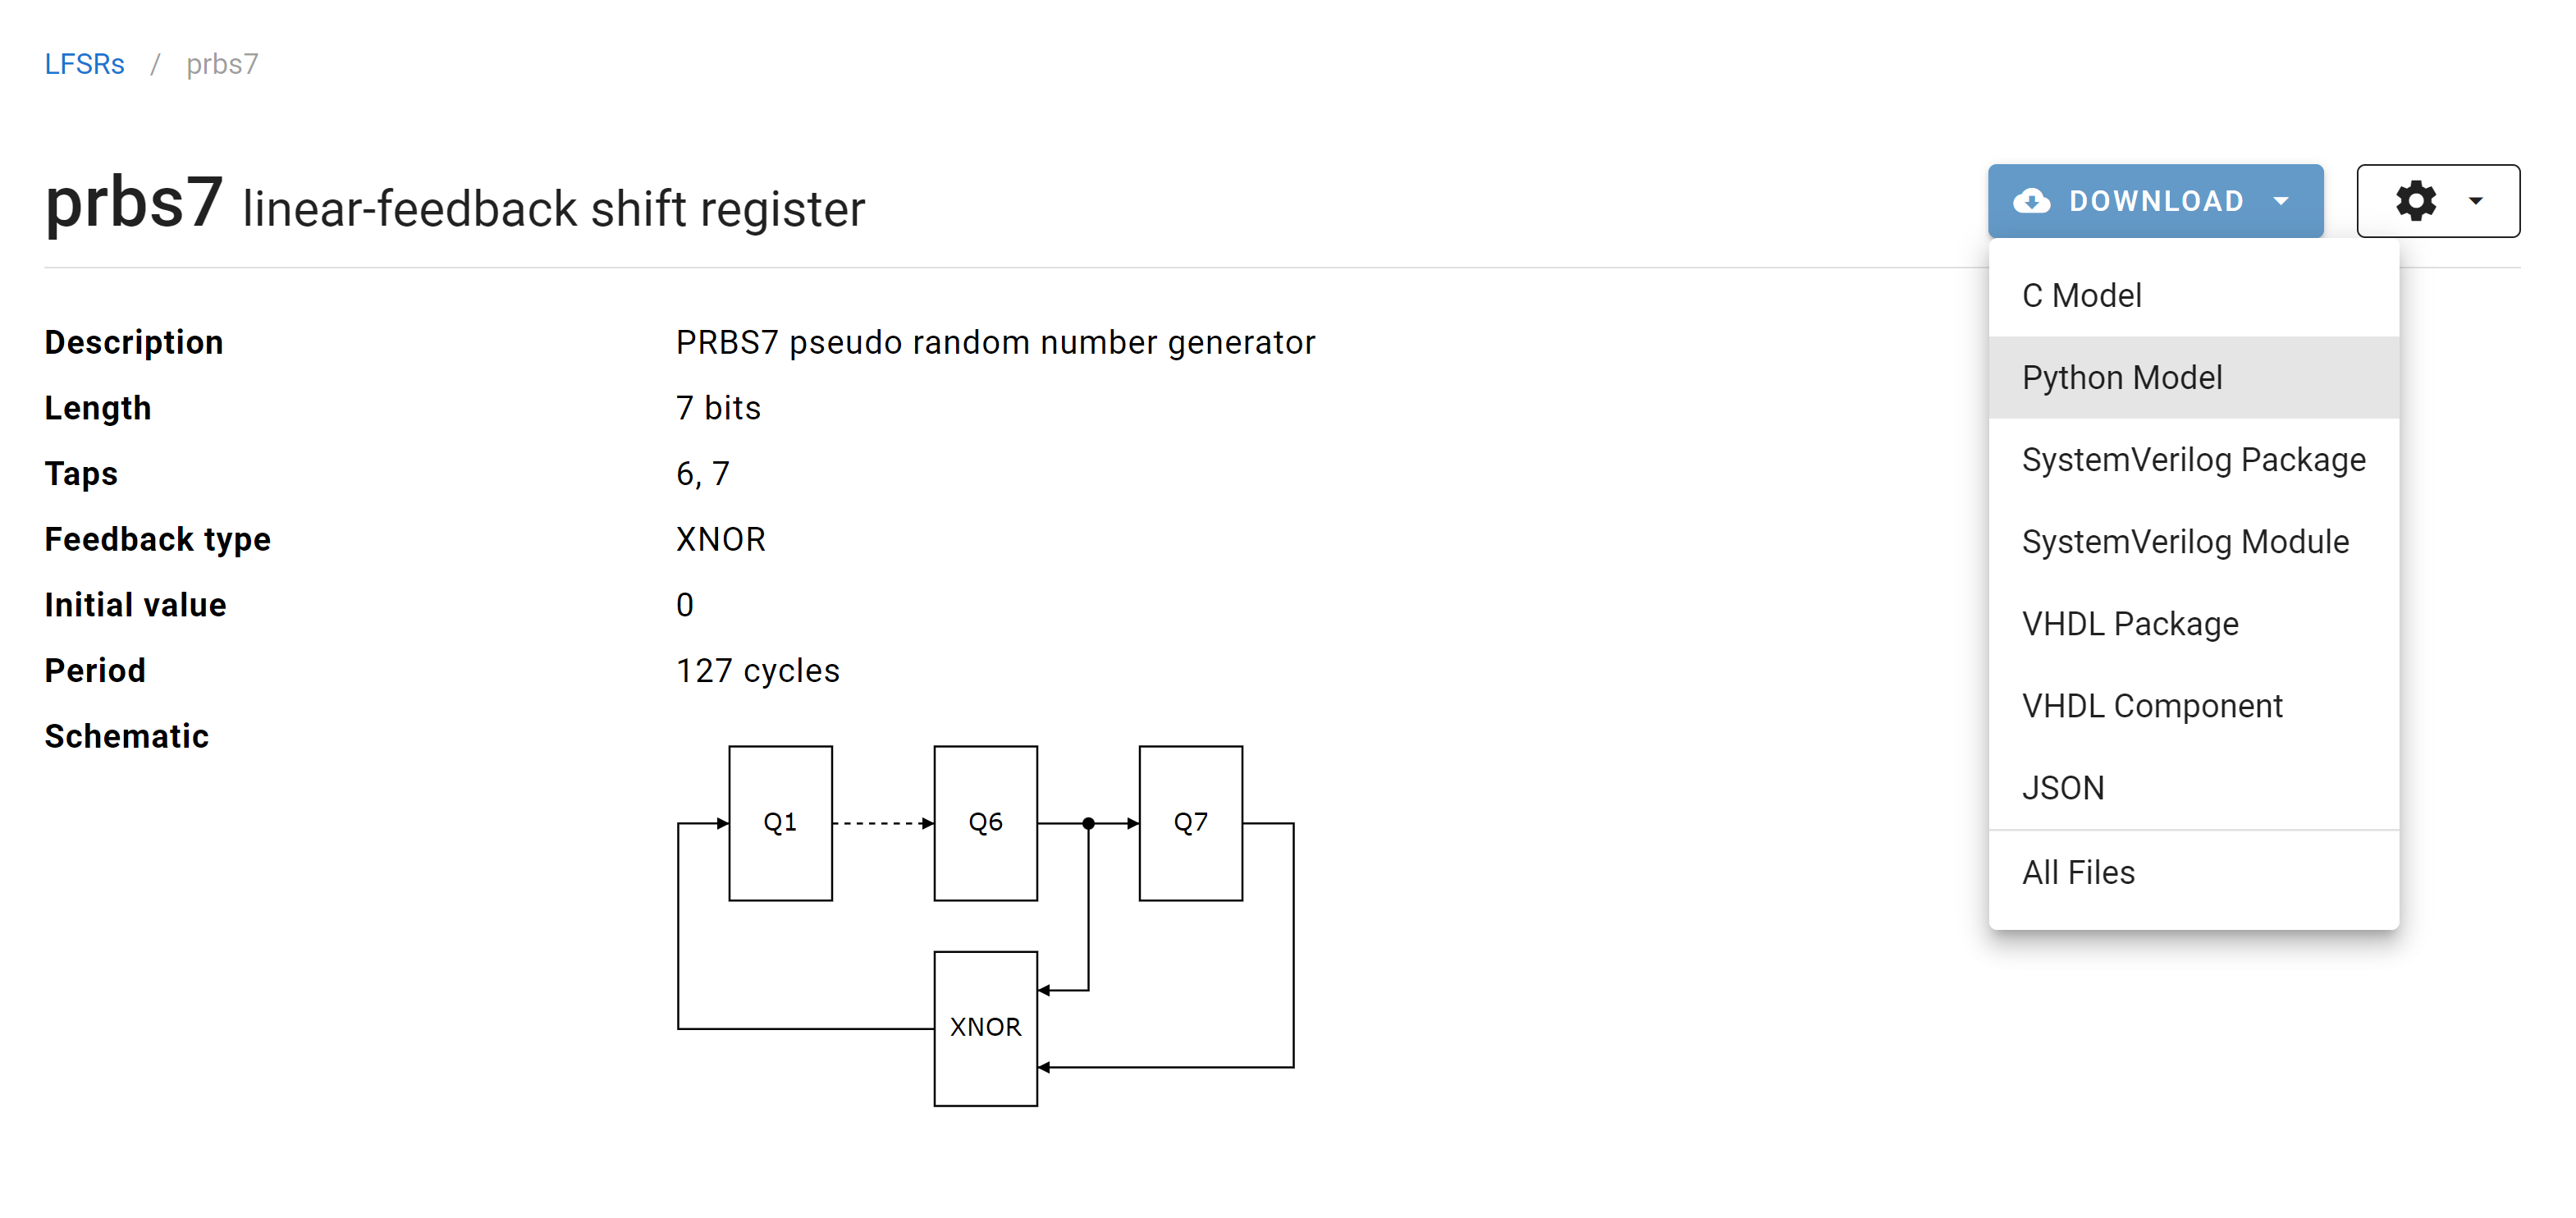 LFSRs / prbs7
prbs7 linear-feedback shift register
DOWNLOAD
C Model
Python Model
SystemVerilog Package
SystemVerilog Module
VHDL Package
VHDL Component
JSON
All Files
Description PRBS7 pseudo random number generator
Length 7 bits
Taps 6, 7
Feedback type XNOR
Initial value 0
Period 127 cycles
Schematic
Q1 Q6 Q7
XNOR